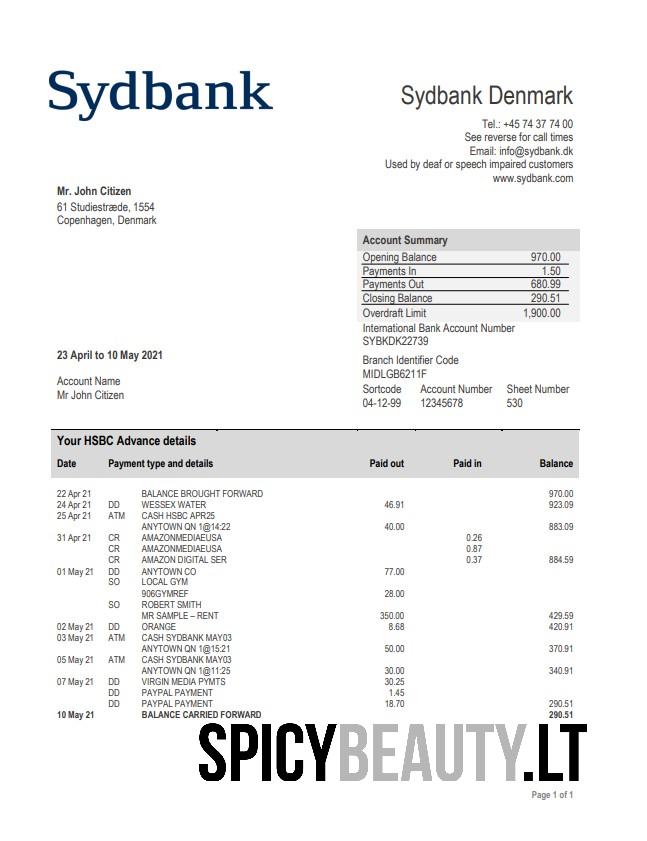 Sydbank
Sydbank Denmark
Tel.: +45 74 37 74 00
See reverse for call times
Email: info@sydbank.dk
Used by deaf or speech impaired customers
www.sydbank.com
Mr. John Citizen
61 Studiestræde, 1554
Copenhagen, Denmark
Account Summary
Opening Balance 970.00
Payments In 1.50
Payments Out 680.99
Closing Balance 290.51
Overdraft Limit 1,900.00
International Bank Account Number
SYBKDK22739
23 April to 10 May 2021
Branch Identifier Code
MIDLGB6211F
Account Name
Mr John Citizen
Sortcode Account Number Sheet Number
04-12-99 12345678 530
Your HSBC Advance details
Date Payment type and details Paid out Paid in Balance
22 Apr 21 BALANCE BROUGHT FORWARD 970.00
24 Apr 21 DD WESSEX WATER 46.91 923.09
25 Apr 21 ATM CASH HSBC APR25
ANYTOWN QN 1@14:22 40.00 883.09
31 Apr 21 CR AMAZONMEDIAEUSA 0.26
CR AMAZONMEDIAEUSA 0.87
CR AMAZON DIGITAL SER 0.37 884.59
01 May 21 DD ANYTOWN CO 77.00
SO LOCAL GYM
906GYMREF 28.00
SO ROBERT SMITH
MR SAMPLE – RENT 350.00 429.59
02 May 21 DD ORANGE 8.68 420.91
03 May 21 ATM CASH SYDBANK MAY03
ANYTOWN QN 1@15:21 50.00 370.91
05 May 21 ATM CASH SYDBANK MAY03
ANYTOWN QN 1@11:25 30.00 340.91
07 May 21 DD VIRGIN MEDIA PYMTS 30.25
DD PAYPAL PAYMENT 1.45
DD PAYPAL PAYMENT 18.70 290.51
10 May 21 BALANCE CARRIED FORWARD 290.51
SPICYBEAUTY.LT
Page 1 of 1